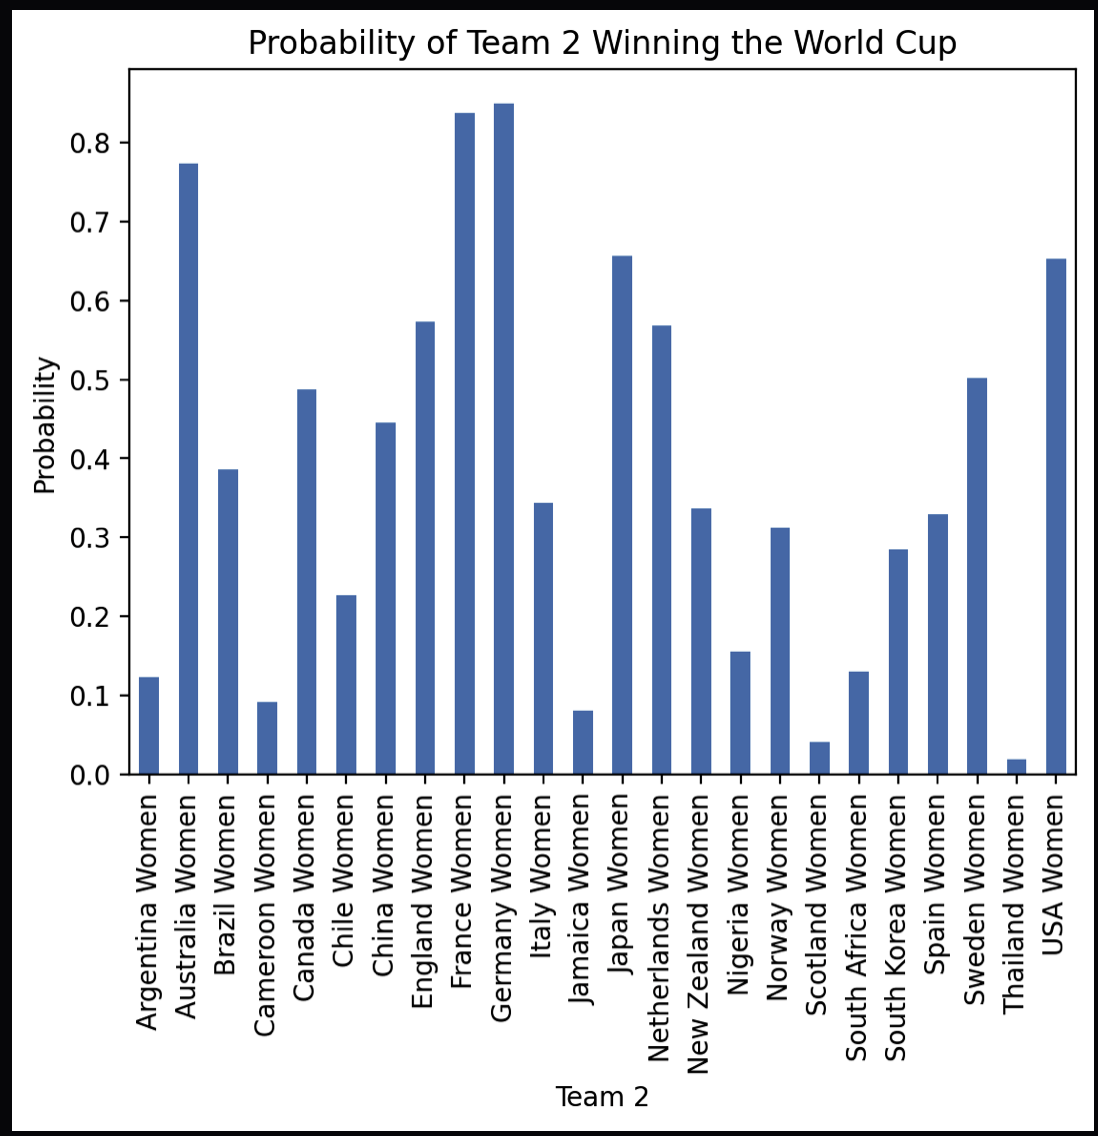 Probability of Team 2 Winning the World Cup
Probability
0.8
0.7
0.6
0.5
0.4
0.3
0.2
0.1
0.0
Argentina Women
Australia Women
Brazil Women
Cameroon Women
Canada Women
Chile Women
China Women
England Women
France Women
Germany Women
Italy Women
Jamaica Women
Japan Women
Netherlands Women
New Zealand Women
Nigeria Women
Norway Women
Scotland Women
South Africa Women
South Korea Women
Spain Women
Sweden Women
Thailand Women
USA Women
Team 2